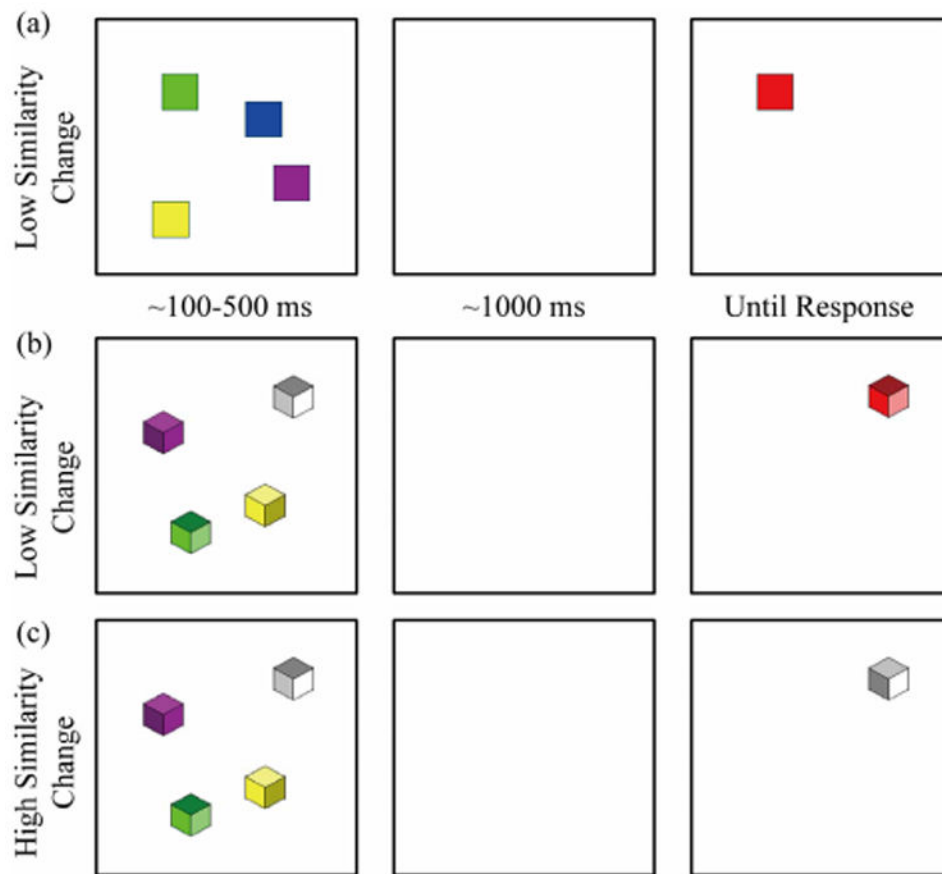 (a)
Low Similarity
Change
~100-500 ms
~1000 ms
Until Response
(b)
Low Similarity
Change
(c)
High Similarity
Change